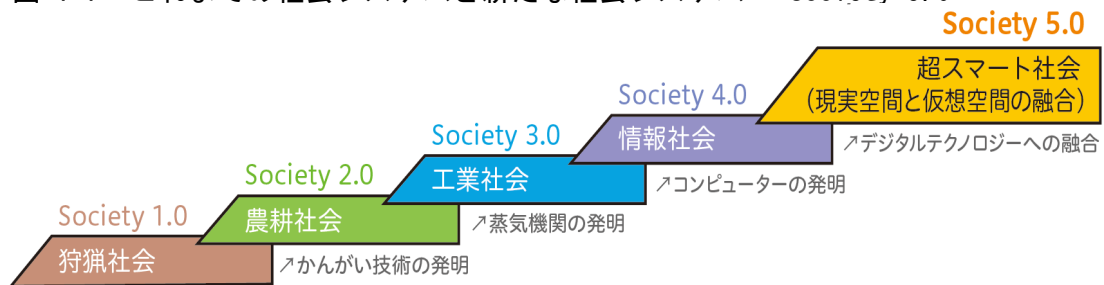 Society 5.0
超スマート社会
（現実空間と仮想空間の融合）
↗デジタルテクノロジーへの融合
Society 4.0
情報社会
↗コンピューターの発明
Society 3.0
工業社会
↗蒸気機関の発明
Society 2.0
農耕社会
↗かんがい技術の発明
Society 1.0
狩猟社会